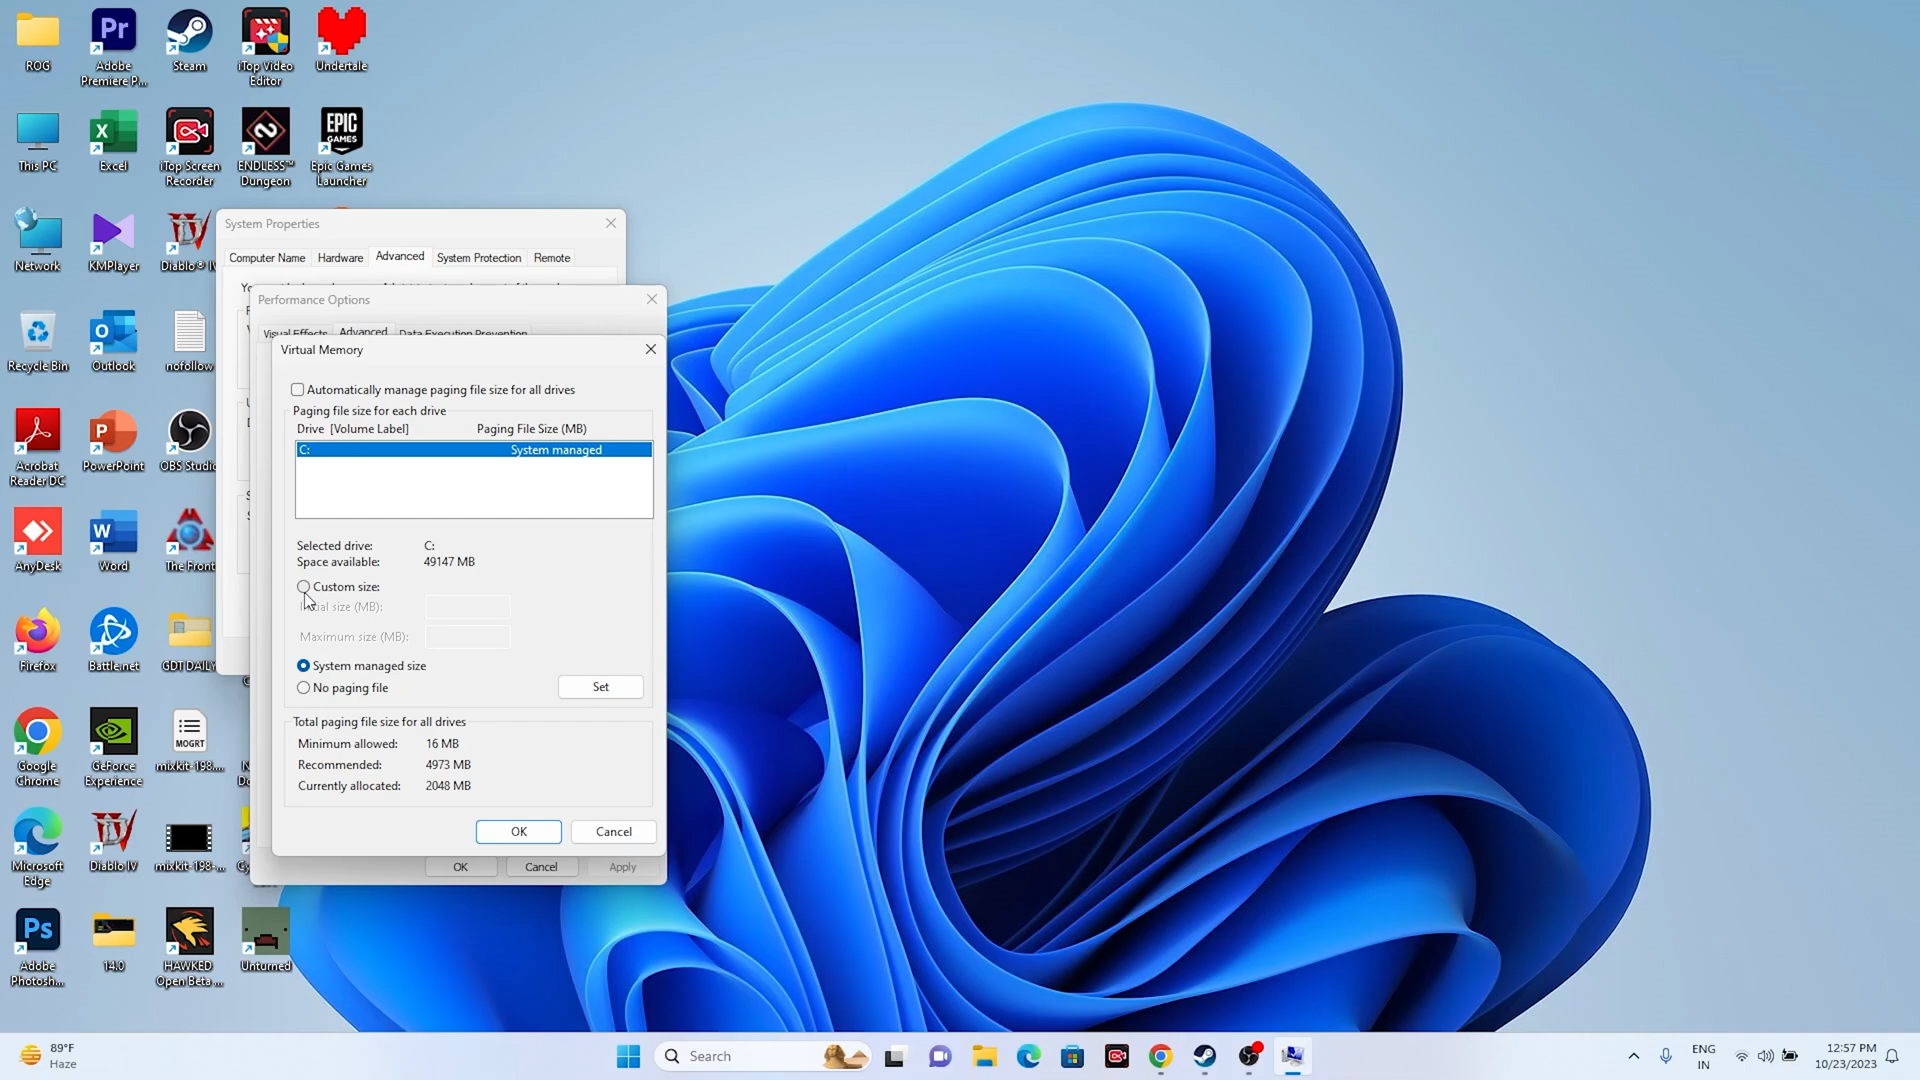 ROG
Pr
Adobe
Premiere P...
Steam
iTop Video
Editor
Undertale
This PC
Excel
iTop Screen
Recorder
ENDLESS™
Dungeon
EPIC
GAMES
Epic Games
Launcher
Network
KMPlayer
Diablo® IV
Recycle Bin
Outlook
nofollow
Acrobat
Reader DC
PowerPoint
OBS Studio
AnyDesk
Word
The Front
Firefox
Battle.net
GDT DAILY
Google
Chrome
GeForce
Experience
MOGRT
mixkit-198...
Microsoft
Edge
Diablo IV
mixkit-198-...
Ps
Adobe
Photosh...
14.0
HAWKED
Open Beta ...
Unturned
System Properties
Computer Name
Hardware
Advanced
System Protection
Remote
Performance Options
Visual Effects
Advanced
Data Execution Prevention
Virtual Memory
Automatically manage paging file size for all drives
Paging file size for each drive
Drive [Volume Label]
Paging File Size (MB)
C:
System managed
Selected drive:
C:
Space available:
49147 MB
Custom size:
Initial size (MB):
Maximum size (MB):
System managed size
No paging file
Set
Total paging file size for all drives
Minimum allowed:
16 MB
Recommended:
4973 MB
Currently allocated:
2048 MB
OK
Cancel
OK
Cancel
Apply
89°F
Haze
Search
ENG
IN
12:57 PM
10/23/2023